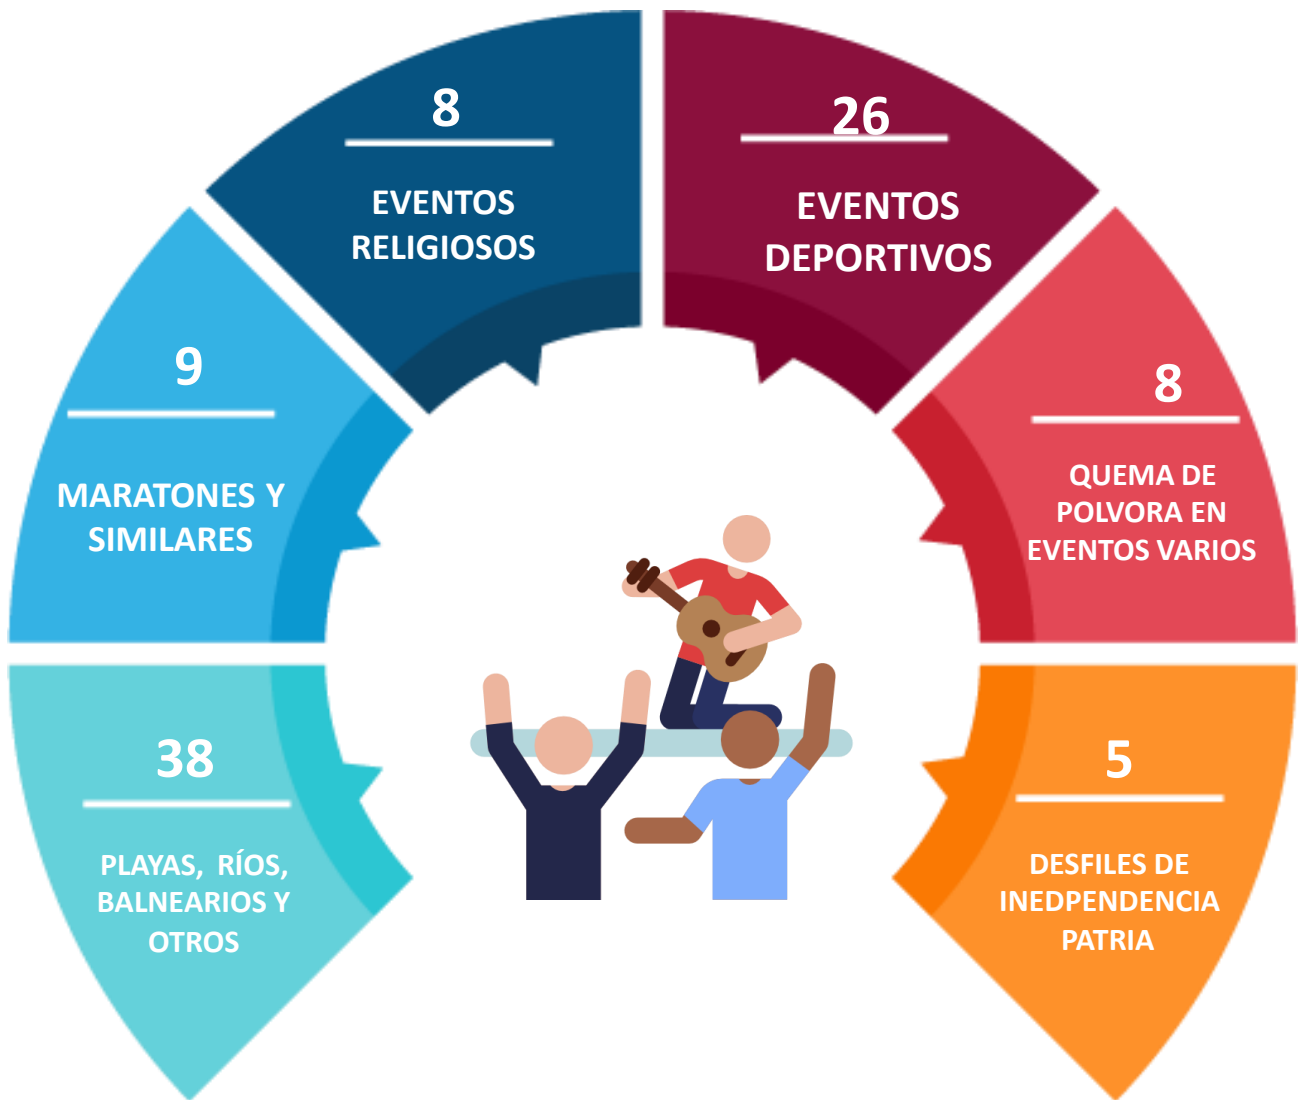 8
EVENTOS
RELIGIOSOS
26
EVENTOS
DEPORTIVOS
9
MARATONES Y
SIMILARES
8
QUEMA DE
POLVORA EN
EVENTOS VARIOS
38
PLAYAS, RÍOS,
BALNEARIOS Y
OTROS
5
DESFILES DE
INEDPENDENCIA
PATRIA